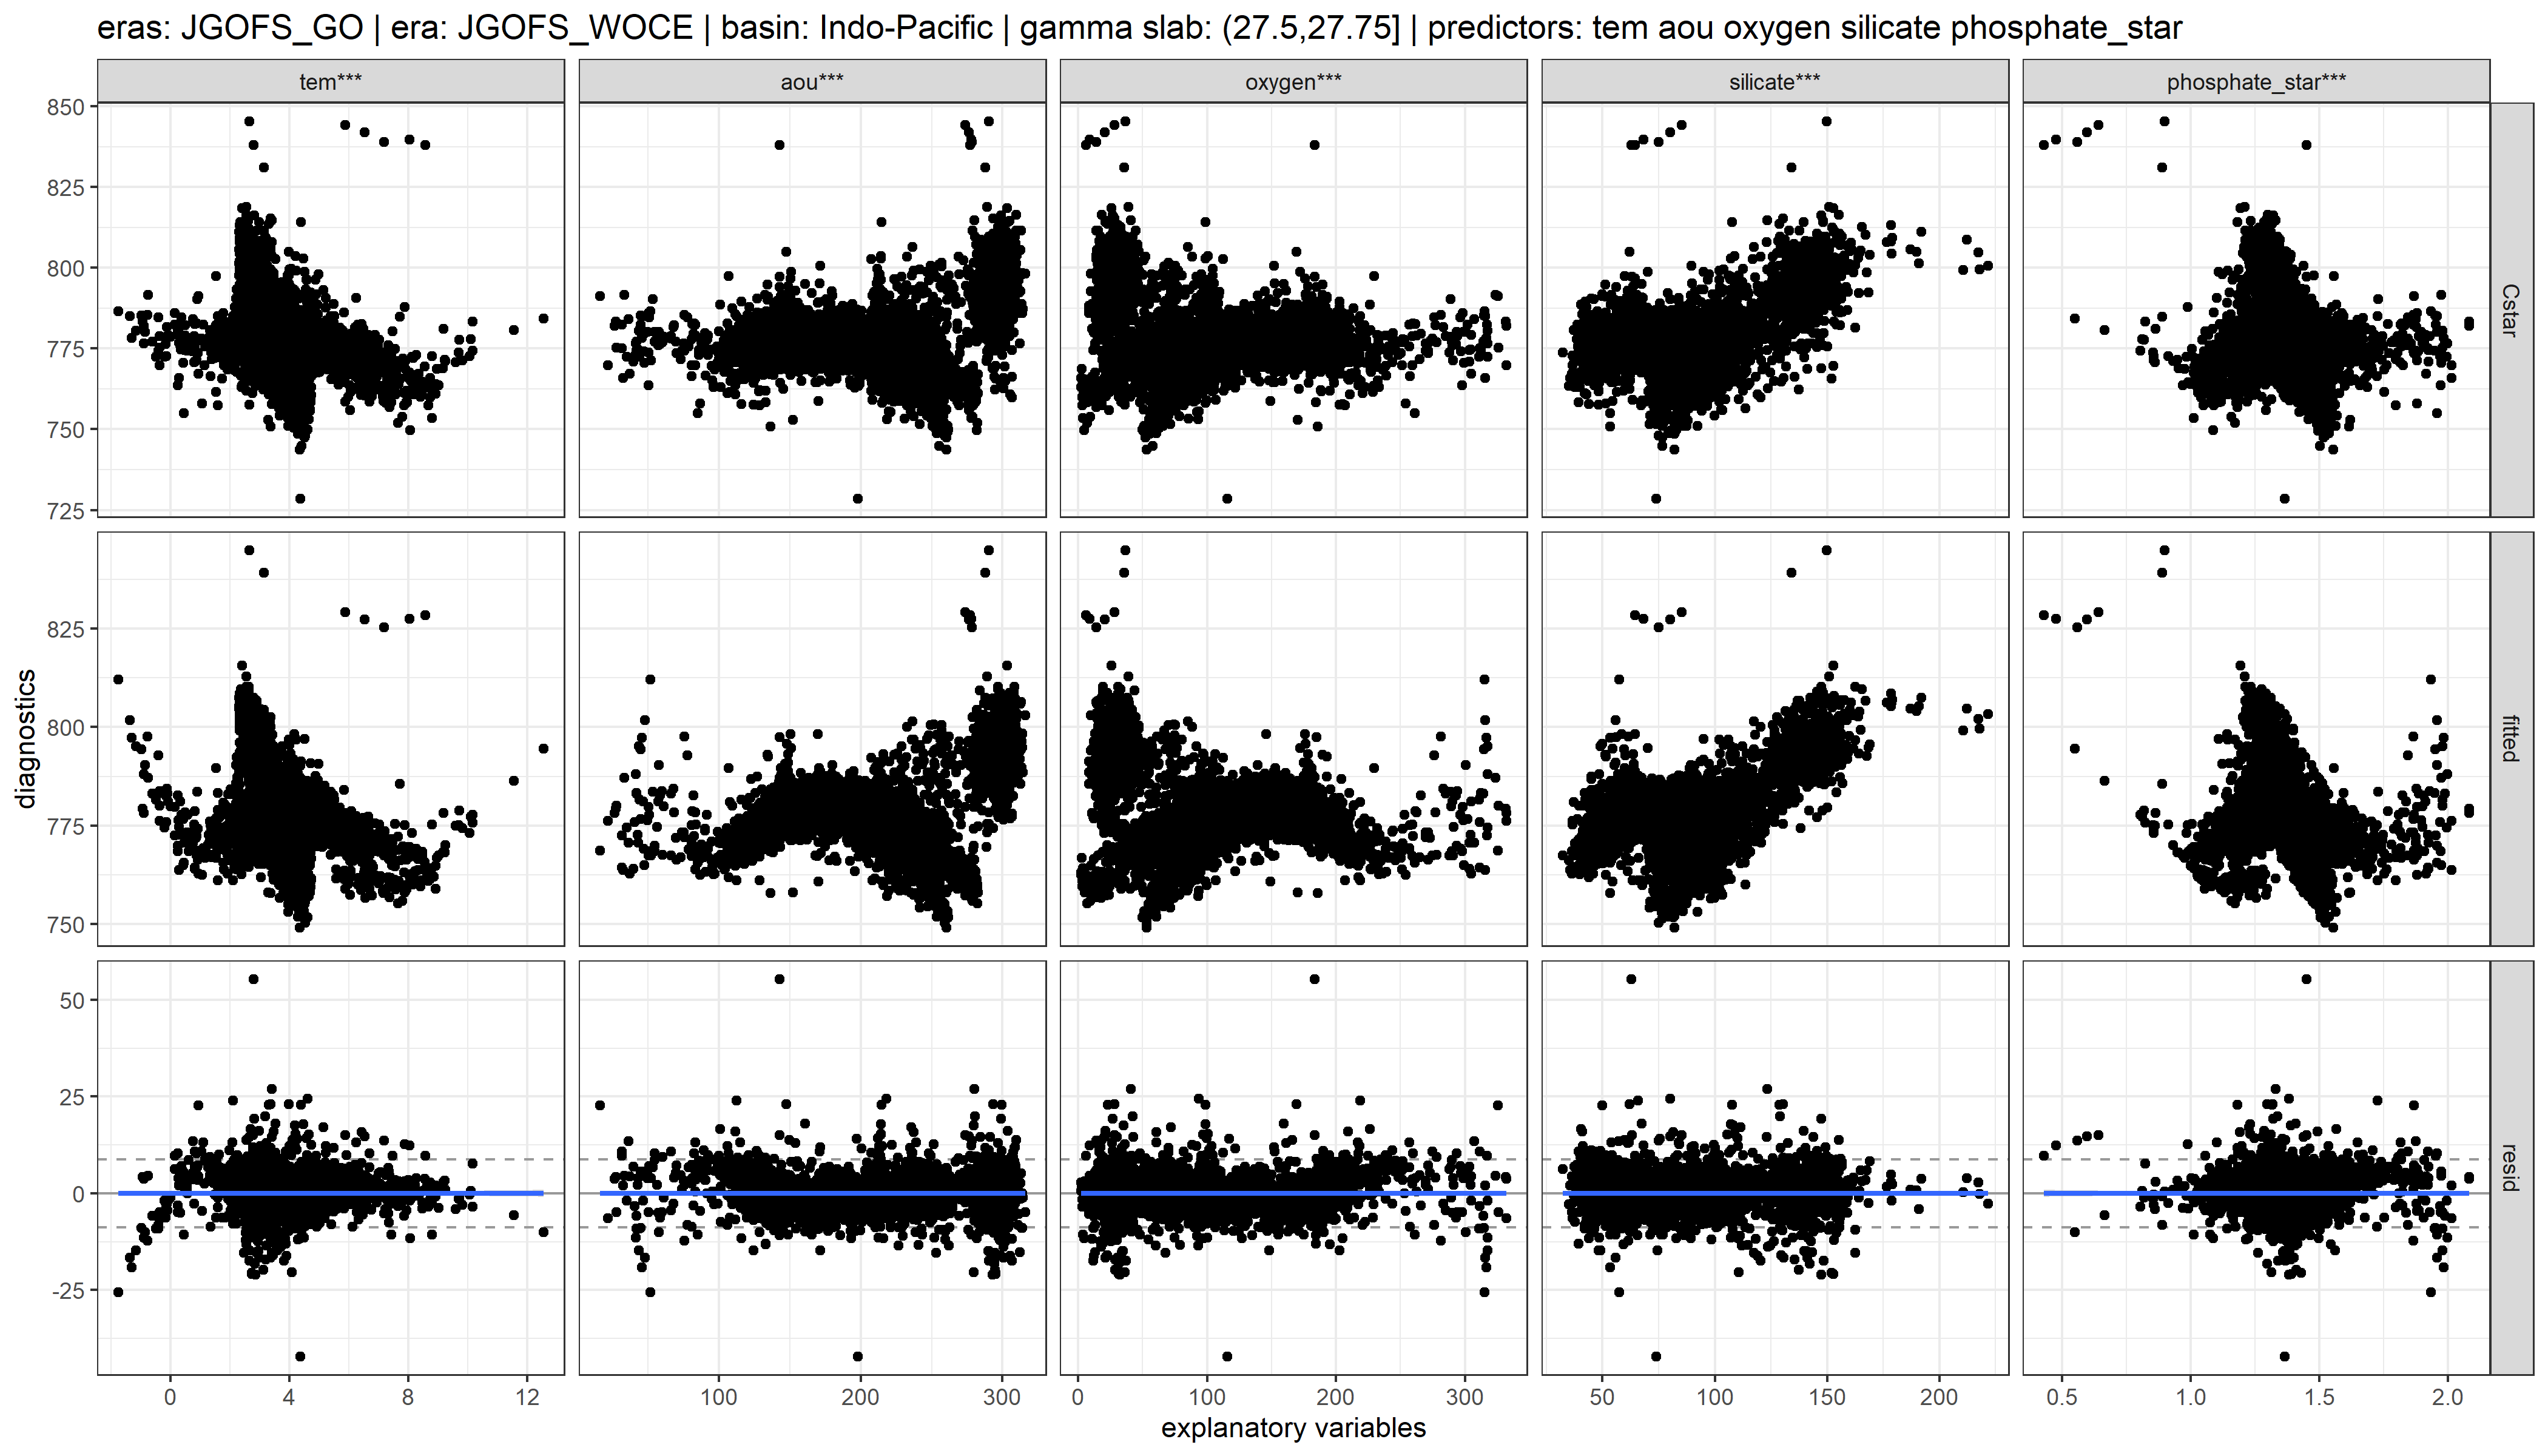 eras: JGOFS_GO | era: JGOFS_WOCE | basin: Indo-Pacific | gamma slab: (27.5,27.75] | predictors: tem aou oxygen silicate phosphate_star
tem*** aou*** oxygen*** silicate*** phosphate_star***
850
825
800
775
750
725
Cstar
825
800
775
750
fitted
diagnostics
50
25
0
-25
resid
0 4 8 12 100 200 300 0 100 200 300 50 100 150 200 0.5 1.0 1.5 2.0
explanatory variables